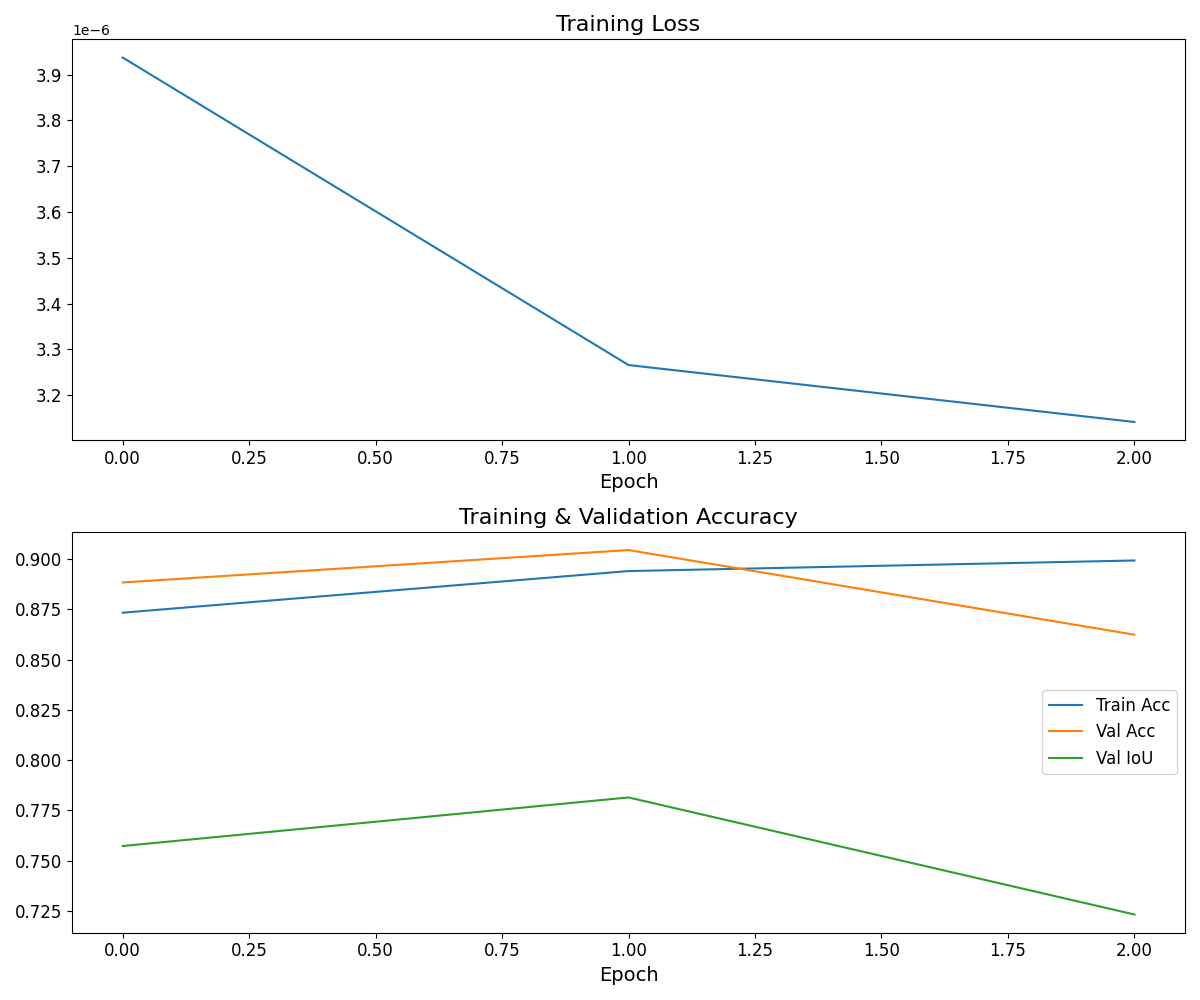 Training Loss
1e−6
3.9
3.8
3.7
3.6
3.5
3.4
3.3
3.2
0.00 0.25 0.50 0.75 1.00 1.25 1.50 1.75 2.00
Epoch
Training & Validation Accuracy
0.900
0.875
0.850
0.825
0.800
0.775
0.750
0.725
Train Acc
Val Acc
Val IoU
0.00 0.25 0.50 0.75 1.00 1.25 1.50 1.75 2.00
Epoch